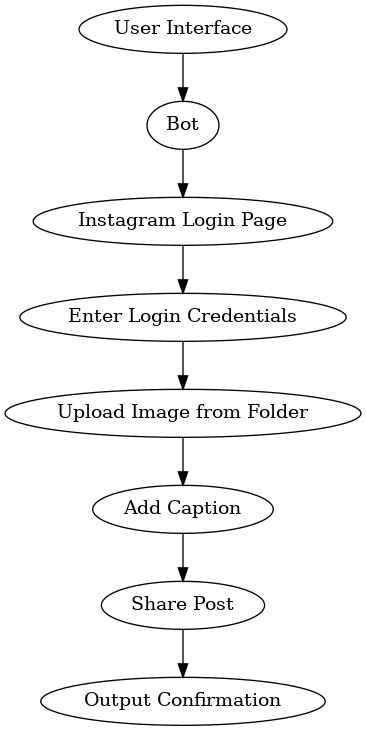 User Interface
Bot
Instagram Login Page
Enter Login Credentials
Upload Image from Folder
Add Caption
Share Post
Output Confirmation